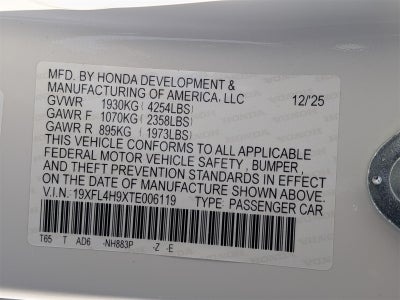 MFD. BY HONDA DEVELOPMENT &
MANUFACTURING OF AMERICA, LLC 12/'25
GVWR 1930KG (4254LBS)
GAWR F 1070KG (2358LBS)
GAWR R 895KG (1973LBS)
THIS VEHICLE CONFORMS TO ALL APPLICABLE
FEDERAL MOTOR VEHICLE SAFETY, BUMPER,
AND THEFT PREVENTION STANDARDS IN EFFECT
ON THE DATE OF MANUFACTURE SHOWN ABOVE.
V.I.N: 19XFL4H9XTE006119 TYPE: PASSENGER CAR
T65 T AD6 -NH883P -Z -E